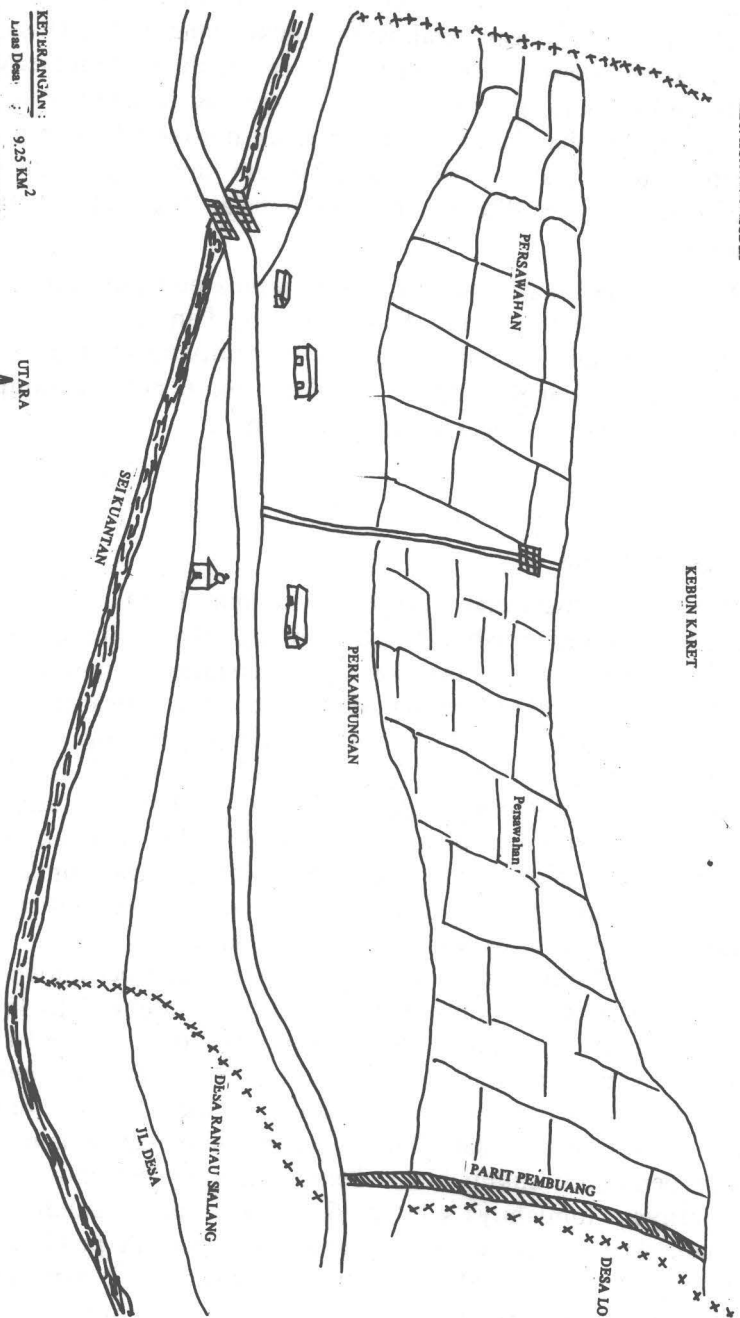 KEBUN KARET
PERSAWAHAN
Persawahan
PERKAMPUNGAN
PARIT PEMBUANG
DESA LO
DESA RANTAU SIALANG
JL. DESA
SEI KUANTAN
UTARA
KETERANGAN :
Luas Desa : 9.25 KM²